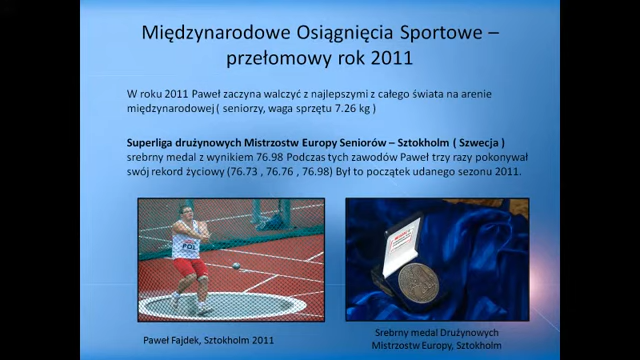 Międzynarodowe Osiągnięcia Sportowe –
przełomowy rok 2011
W roku 2011 Paweł zaczyna walczyć z najlepszymi z całego świata na arenie
międzynarodowej ( seniorzy, waga sprzętu 7.26 kg )
Superliga drużynowych Mistrzostw Europy Seniorów – Sztokholm ( Szwecja )
srebrny medal z wynikiem 76.98 Podczas tych zawodów Paweł trzy razy pokonywał
swój rekord życiowy (76.73 , 76.76 , 76.98) Był to początek udanego sezonu 2011.
POL
Paweł Fajdek, Sztokholm 2011
Srebrny medal Drużynowych
Mistrzostw Europy, Sztokholm